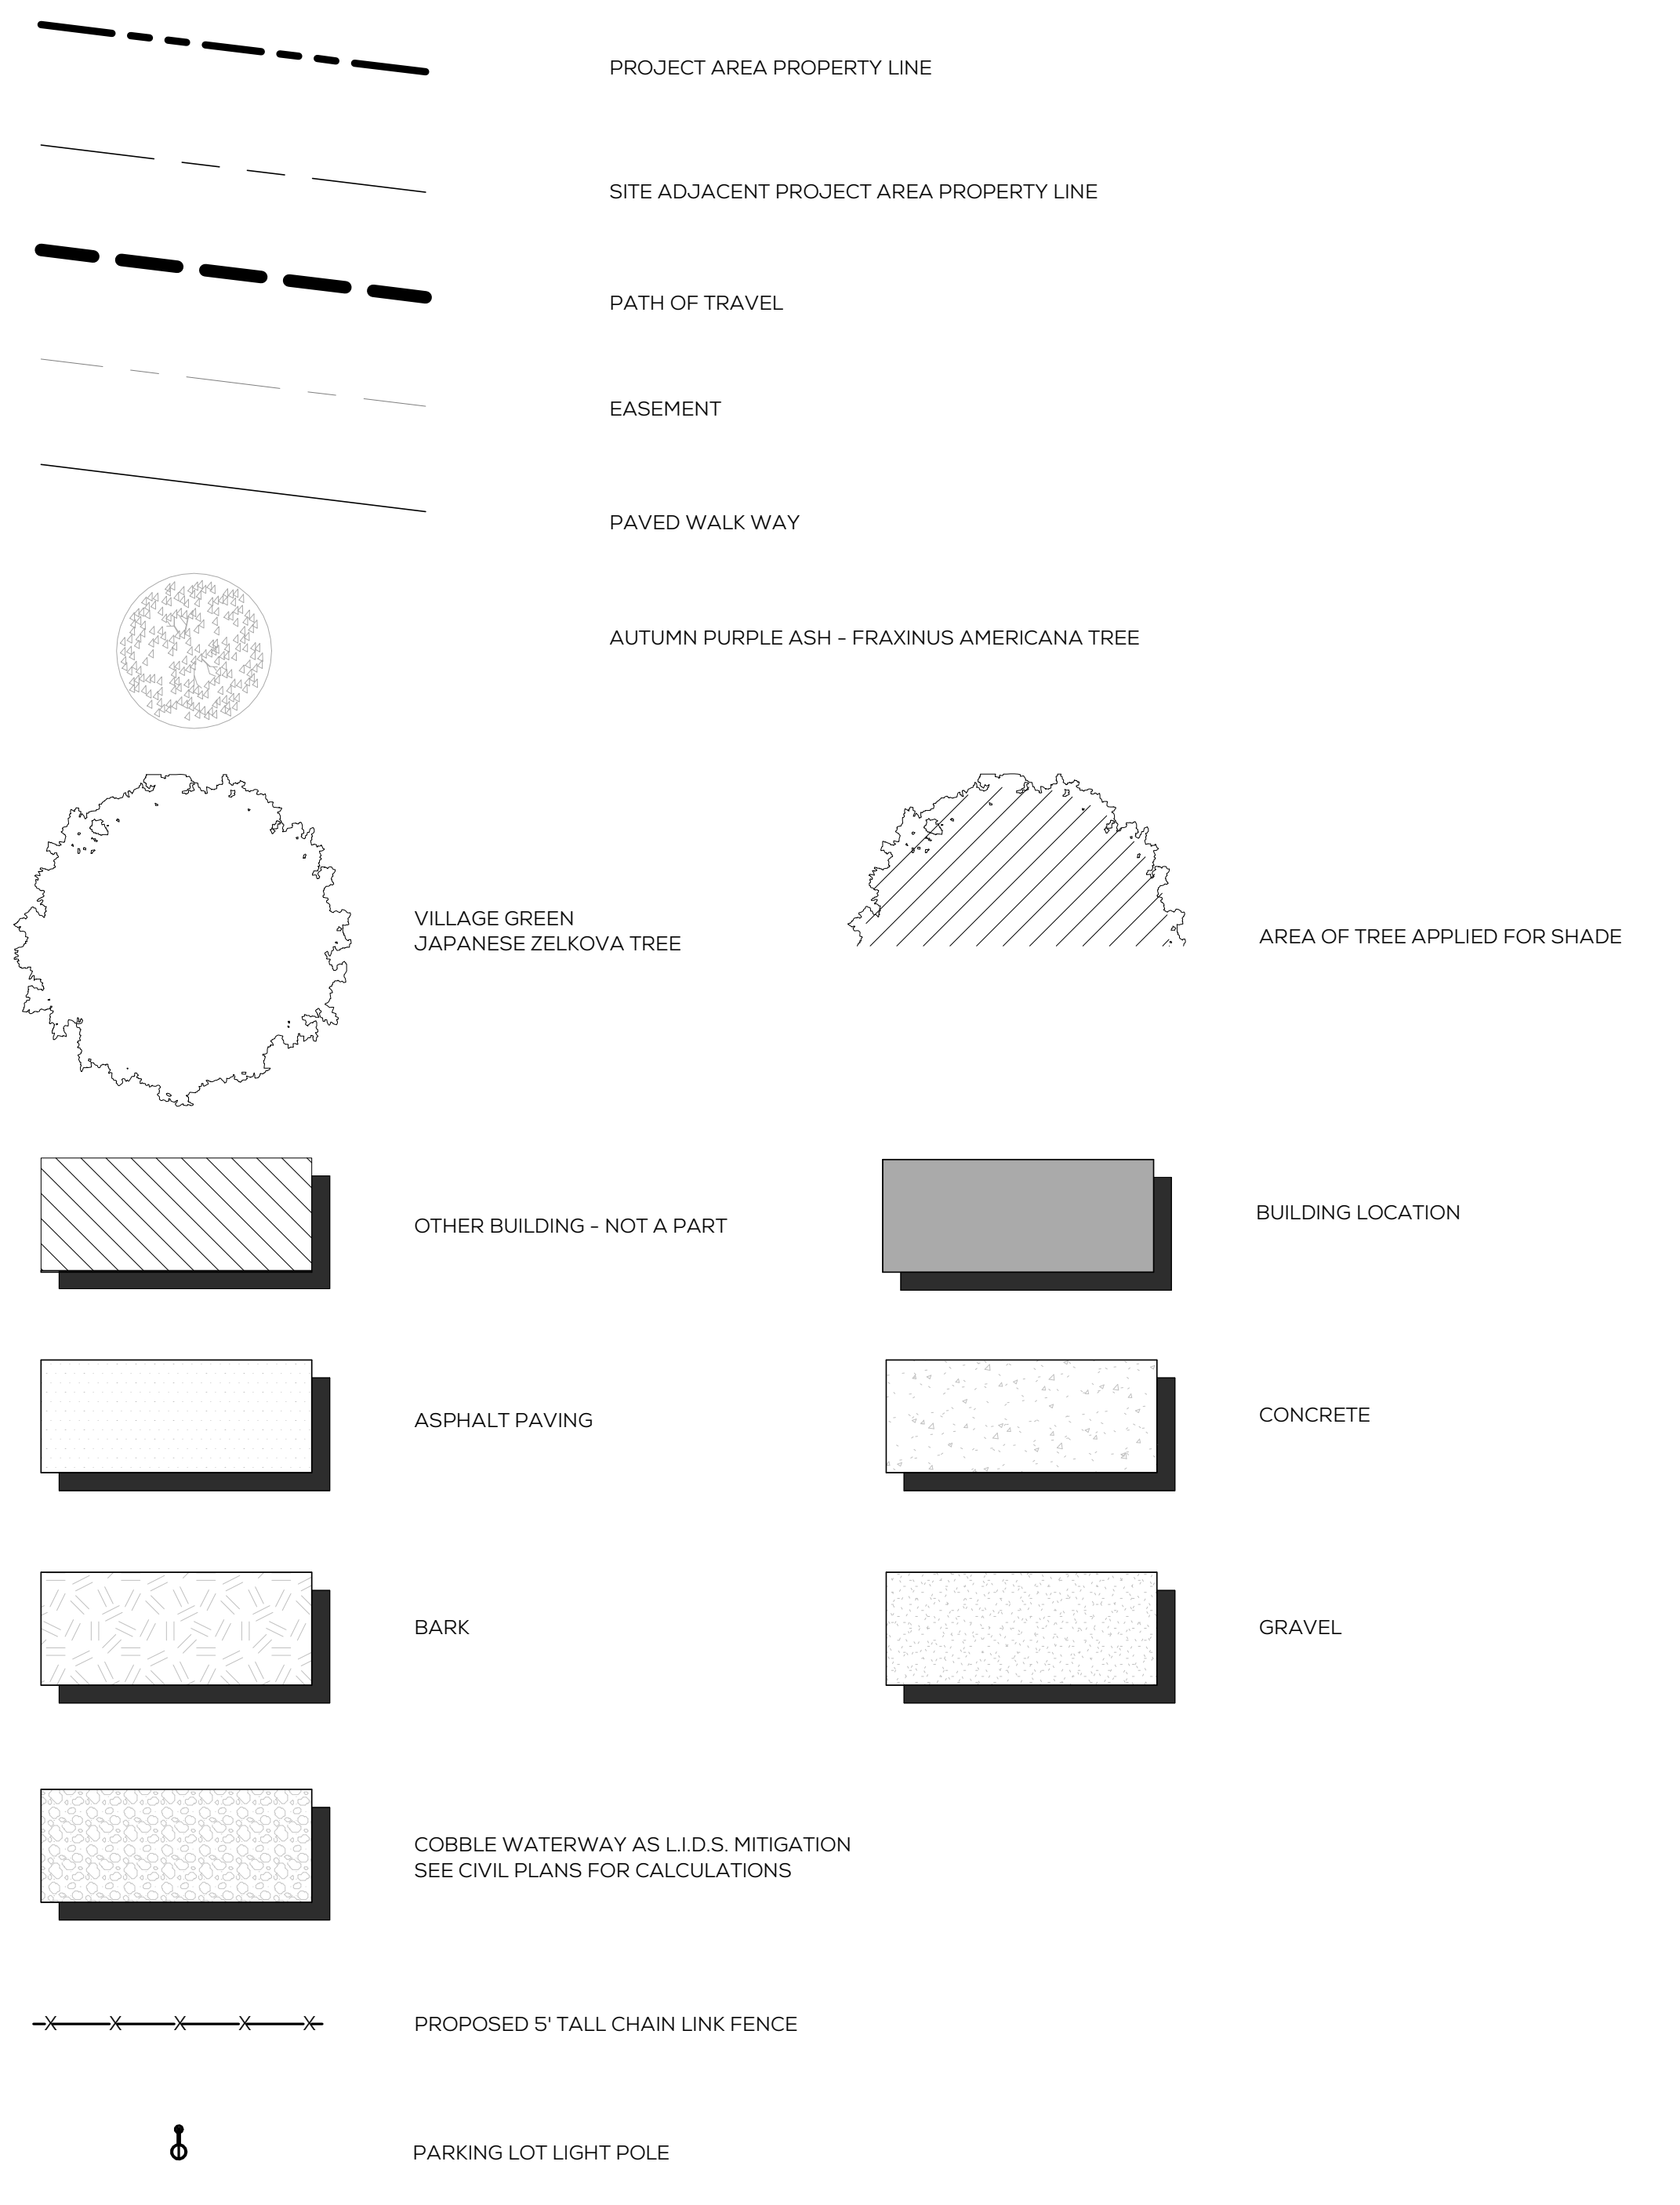 PROJECT AREA PROPERTY LINE
SITE ADJACENT PROJECT AREA PROPERTY LINE
PATH OF TRAVEL
EASEMENT
PAVED WALK WAY
AUTUMN PURPLE ASH - FRAXINUS AMERICANA TREE
VILLAGE GREEN
JAPANESE ZELKOVA TREE
AREA OF TREE APPLIED FOR SHADE
OTHER BUILDING - NOT A PART
BUILDING LOCATION
ASPHALT PAVING
CONCRETE
BARK
GRAVEL
COBBLE WATERWAY AS L.I.D.S. MITIGATION
SEE CIVIL PLANS FOR CALCULATIONS
PROPOSED 5' TALL CHAIN LINK FENCE
PARKING LOT LIGHT POLE